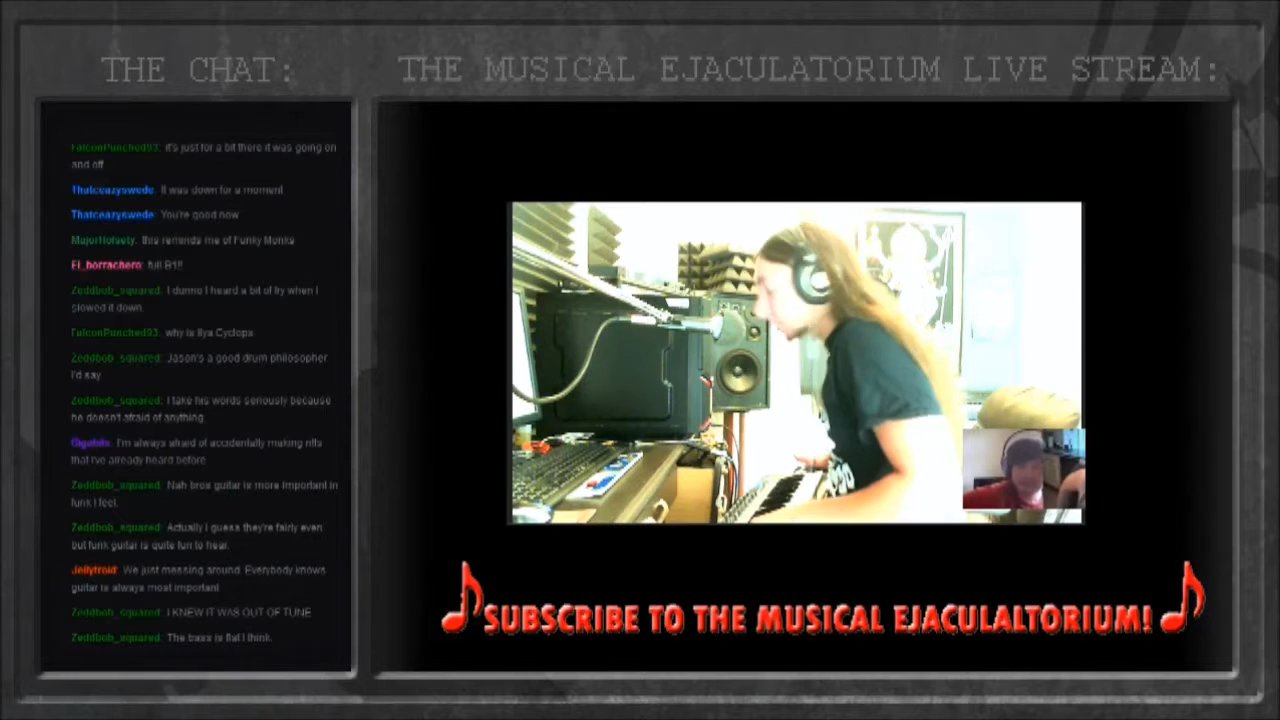 THE CHAT:
THE MUSICAL EJACULATORIUM LIVE STREAM:
FalconPunched93: it's just for a bit there it was going on
and off
Thatceazyswede: It was down for a moment
Thatceazyswede: You're good now
MajorNofsety: this reminds me of Funky Monks
El_borrachero: full B1!!
Zeddbob_squared: I dunno I heard a bit of fry when I
slowed it down.
FalconPunched93: why is Ilya Cyclops
Zeddbob_squared: Jason's a good drum philosopher
I'd say
Zeddbob_squared: I take his words seriously because
he doesn't afraid of anything.
I'm always afraid of accidentally making riffs
that I've already heard before
Zeddbob_squared: Nah bros guitar is more important in
funk I feel.
Zeddbob_squared: Actually I guess they're fairly even
but funk guitar is quite fun to hear.
Jellytroid: We just messing around. Everybody knows
guitar is always most important
Zeddbob_squared: I KNEW IT WAS OUT OF TUNE
Zeddbob_squared: The bass is flat I think.
SUBSCRIBE TO THE MUSICAL EJACULALTORIUM!